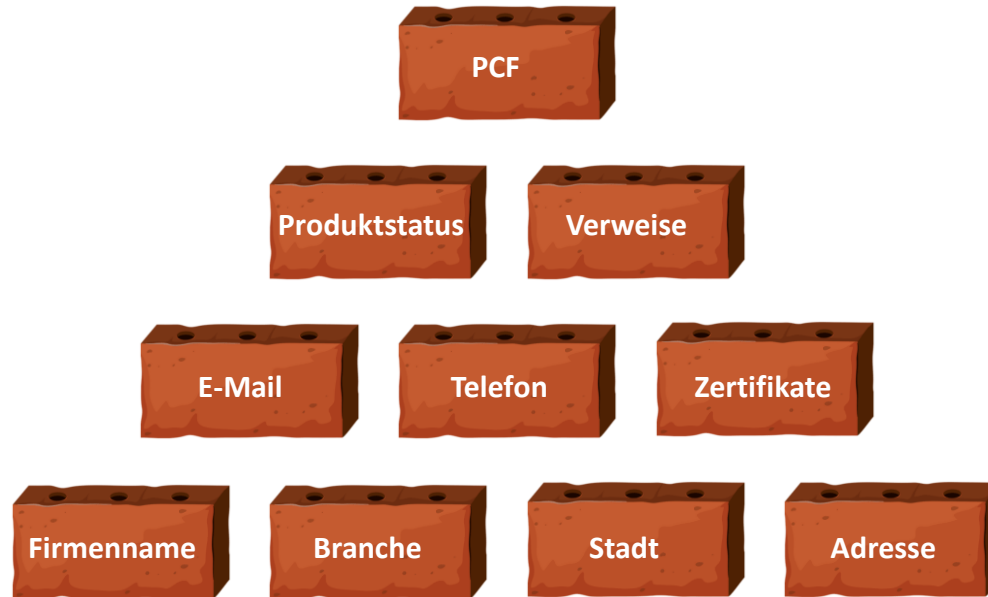 PCF
Produktstatus
Verweise
E-Mail
Telefon
Zertifikate
Firmenname
Branche
Stadt
Adresse